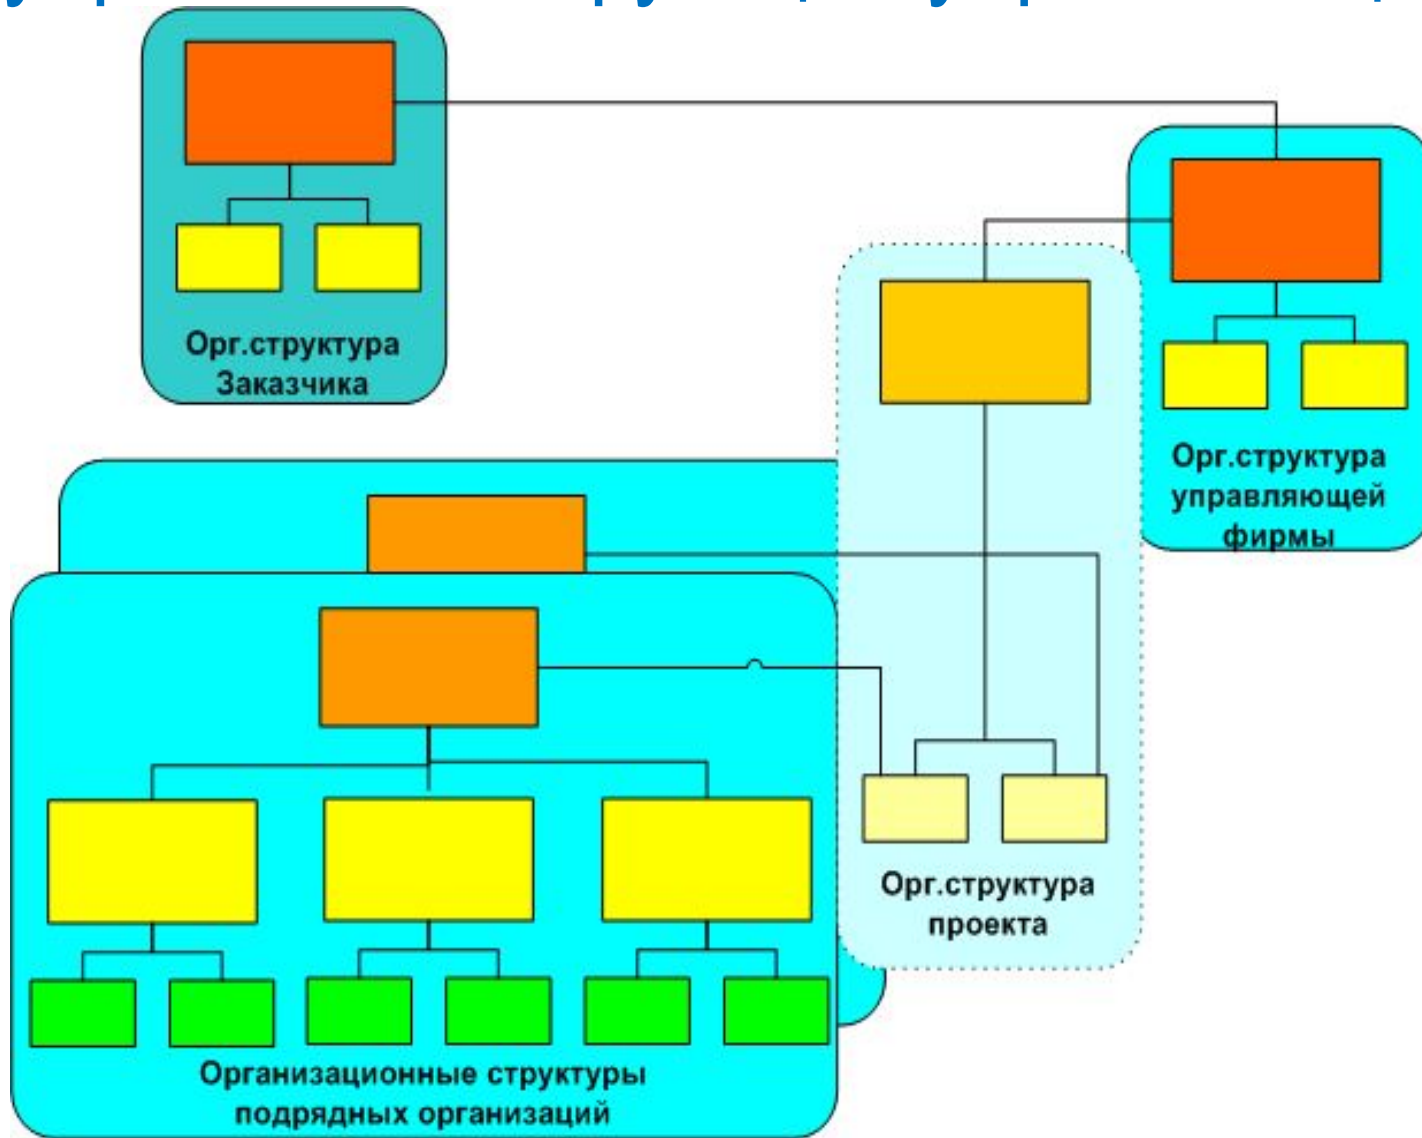 Орг.структура
Заказчика
Орг.структура
управляющей
фирмы
Орг.структура
проекта
Организационные структуры
подрядных организаций